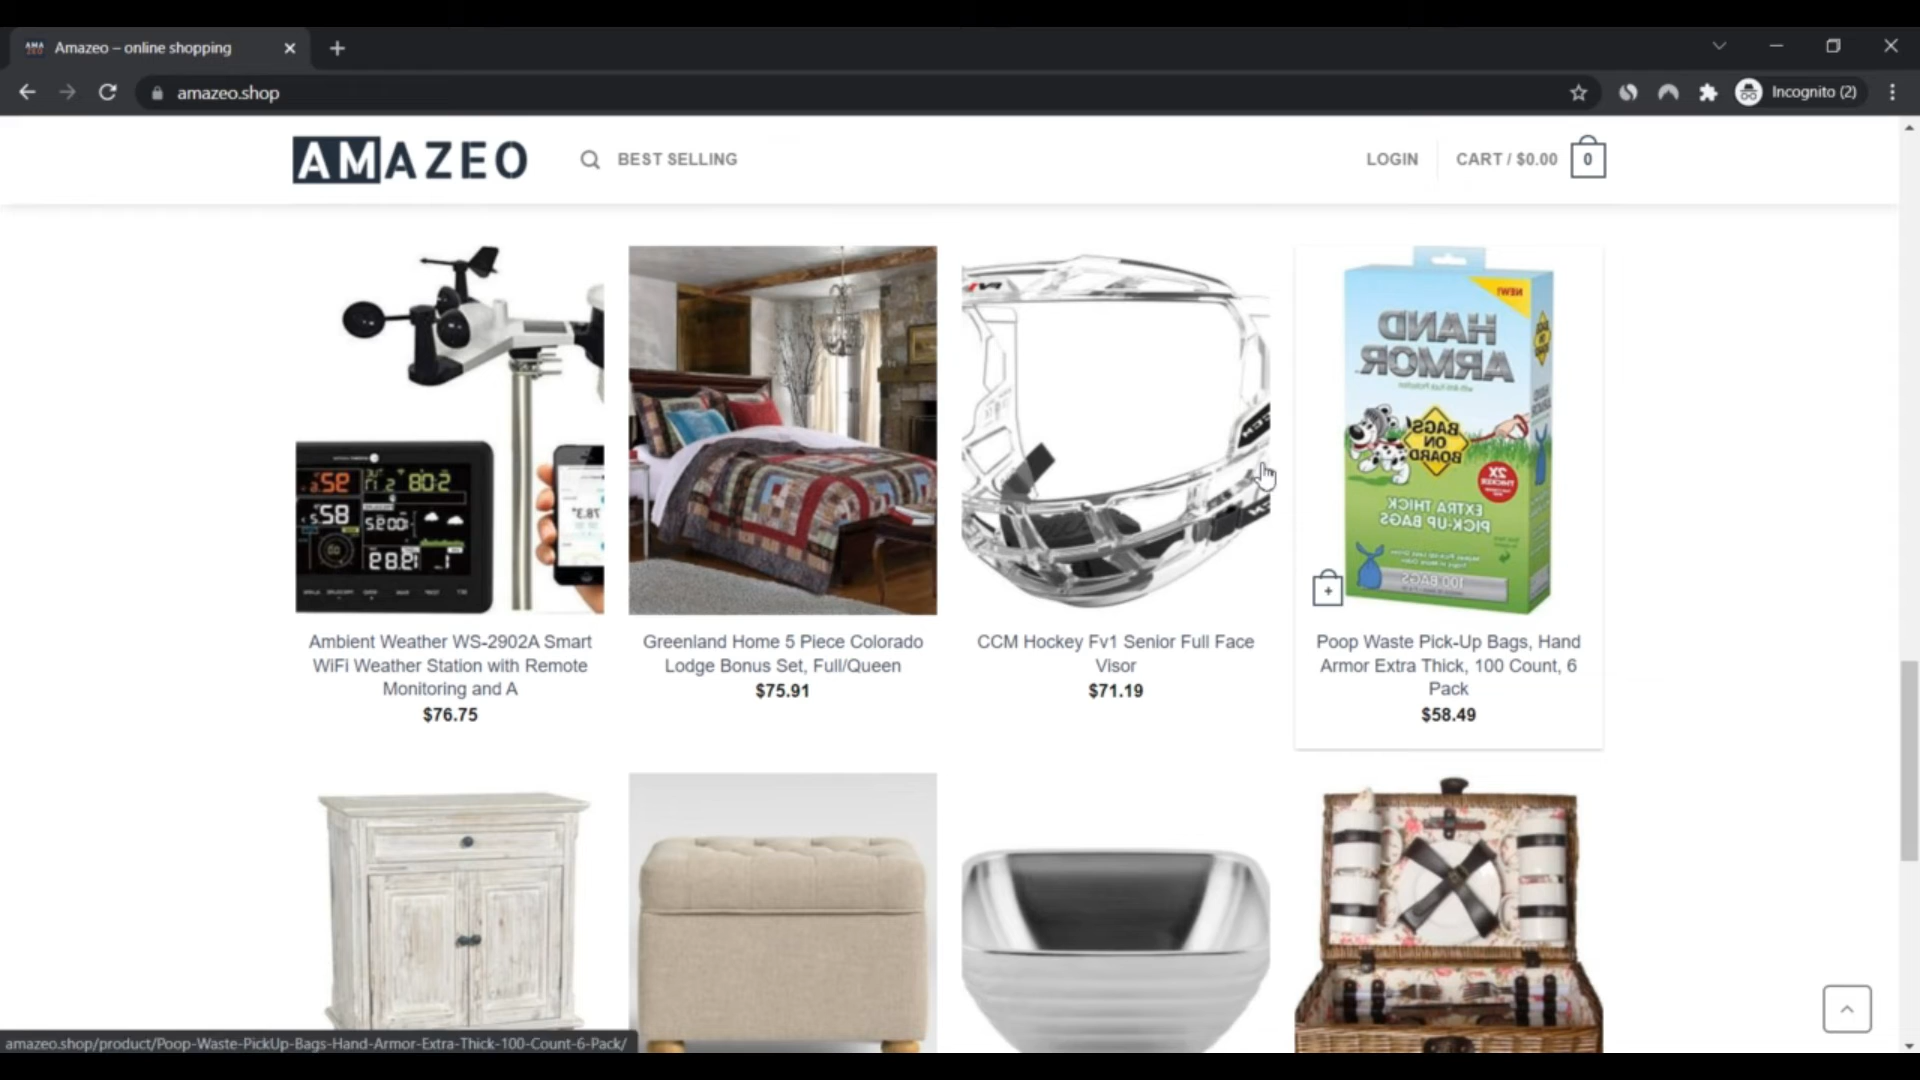 Amazeo – online shopping
amazeo.shop
Incognito (2)
AMAZEO
BEST SELLING
LOGIN
CART / $0.00
0
NEW!
HAND
ARMOR
BAGS
ON
BOARD
2X
THICKER
EXTRA THICK
PICK-UP BAGS
100 BAGS
Ambient Weather WS-2902A Smart
WiFi Weather Station with Remote
Monitoring and A
$76.75
Greenland Home 5 Piece Colorado
Lodge Bonus Set, Full/Queen
$75.91
CCM Hockey Fv1 Senior Full Face
Visor
$71.19
Poop Waste Pick-Up Bags, Hand
Armor Extra Thick, 100 Count, 6
Pack
$58.49
amazeo.shop/product/Poop-Waste-PickUp-Bags-Hand-Armor-Extra-Thick-100-Count-6-Pack/